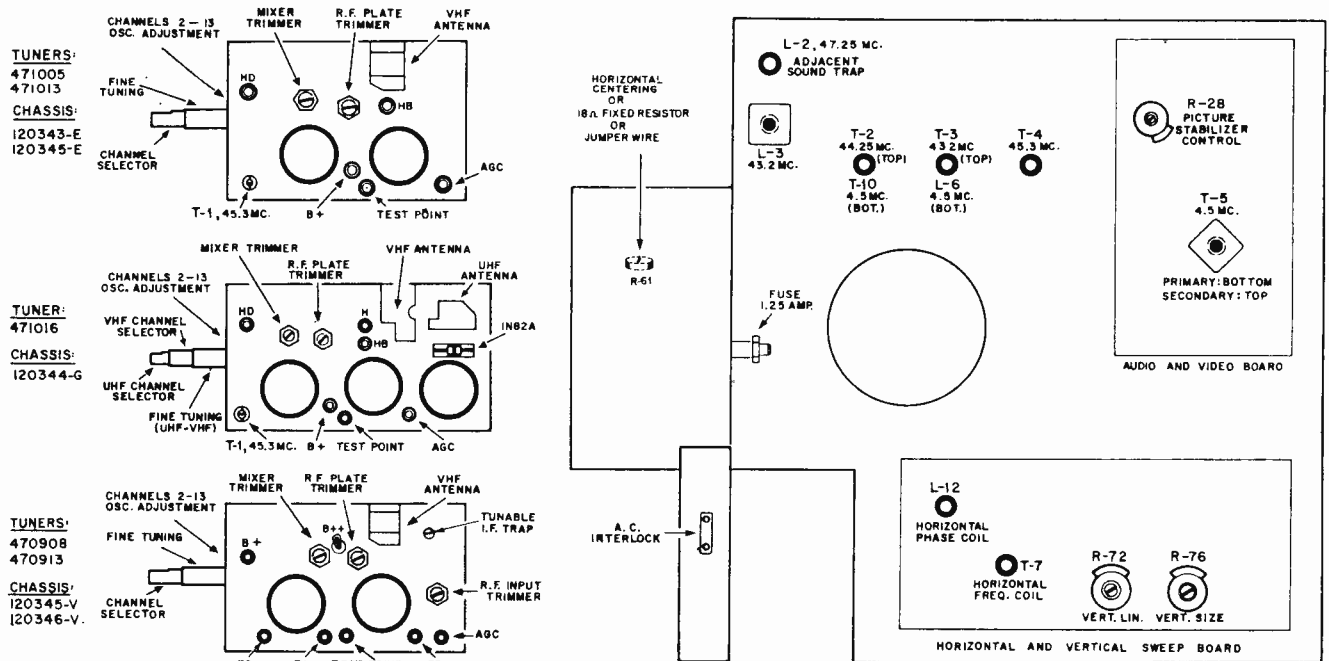 TUNERS:
471005
471013
CHASSIS:
120343-E
120345-E
CHANNELS 2-13
OSC. ADJUSTMENT
MIXER
TRIMMER
R.F. PLATE
TRIMMER
VHF
ANTENNA
FINE
TUNING
HD
HB
CHANNEL
SELECTOR
T-1, 45.3MC.
B+
TEST POINT
AGC
TUNER:
471016
CHASSIS:
120344-G
CHANNELS 2-13
OSC. ADJUSTMENT
MIXER TRIMMER
R.F. PLATE
TRIMMER
VHF ANTENNA
UHF
ANTENNA
VHF CHANNEL
SELECTOR
HD
H
HB
IN82A
UHF CHANNEL
SELECTOR
FINE TUNING
(UHF-VHF)
T-1, 45.3MC.
B+
TEST POINT
AGC
TUNERS:
470908
470913
CHASSIS:
120345-V
120346-V.
CHANNELS 2-13
OSC. ADJUSTMENT
MIXER
TRIMMER
R F. PLATE
TRIMMER
VHF
ANTENNA
FINE TUNING
B+
B++
TUNABLE
I.F. TRAP
R.F. INPUT
TRIMMER
CHANNEL
SELECTOR
AGC
HORIZONTAL
CENTERING
OR
18Ω FIXED RESISTOR
OR
JUMPER WIRE
R-61
FUSE
1.25 AMP.
A.C.
INTERLOCK
L-2, 47.25 MC.
ADJACENT
SOUND TRAP
L-3
43.2 MC.
T-2
44.25 MC.
(TOP)
T-10
4.5 MC.
(BOT.)
T-3
43.2 MC
(TOP)
L-6
4.5 MC.
(BOT.)
T-4
45.3 MC.
R-28
PICTURE
STABILIZER
CONTROL
T-5
4.5 MC.
PRIMARY: BOTTOM
SECONDARY: TOP
AUDIO AND VIDEO BOARD
L-12
HORIZONTAL
PHASE COIL
T-7
HORIZONTAL
FREQ. COIL
R-72
VERT. LIN.
R-76
VERT. SIZE
HORIZONTAL AND VERTICAL SWEEP BOARD